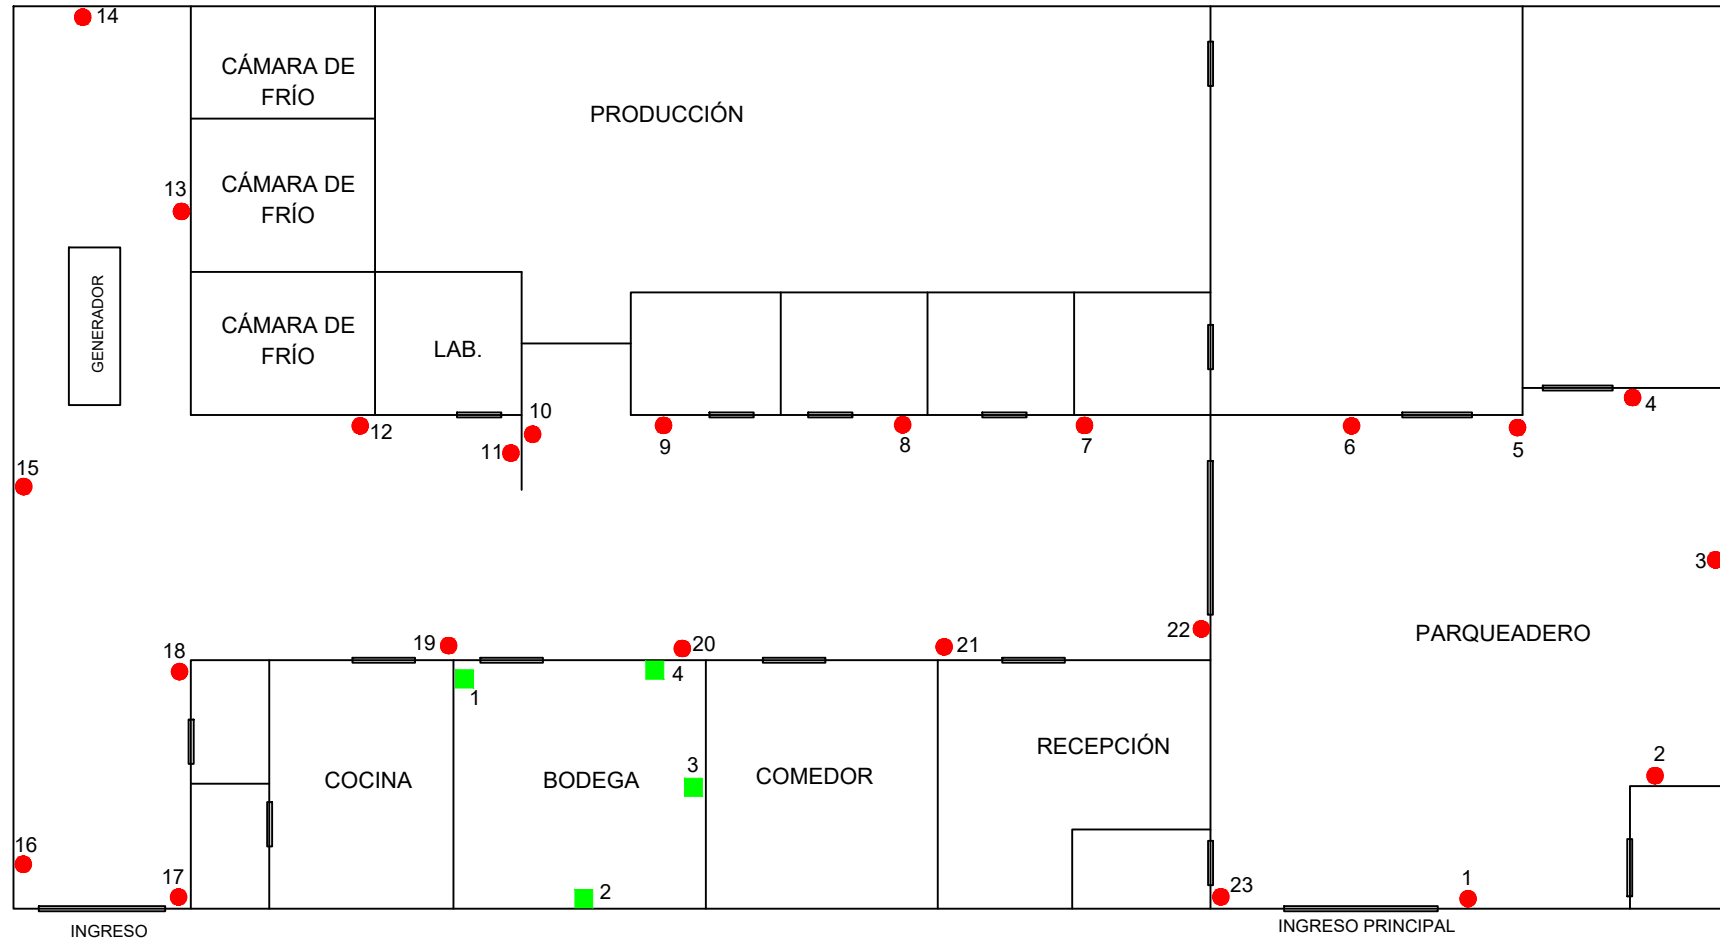 14
CÁMARA DE
FRÍO
PRODUCCIÓN
13
CÁMARA DE
FRÍO
GENERADOR
CÁMARA DE
FRÍO
LAB.
10
12
11
9
8
7
6
5
4
15
3
18
19
20
21
22
PARQUEADERO
1
4
RECEPCIÓN
3
2
COCINA
BODEGA
COMEDOR
16
17
2
23
1
INGRESO
INGRESO PRINCIPAL